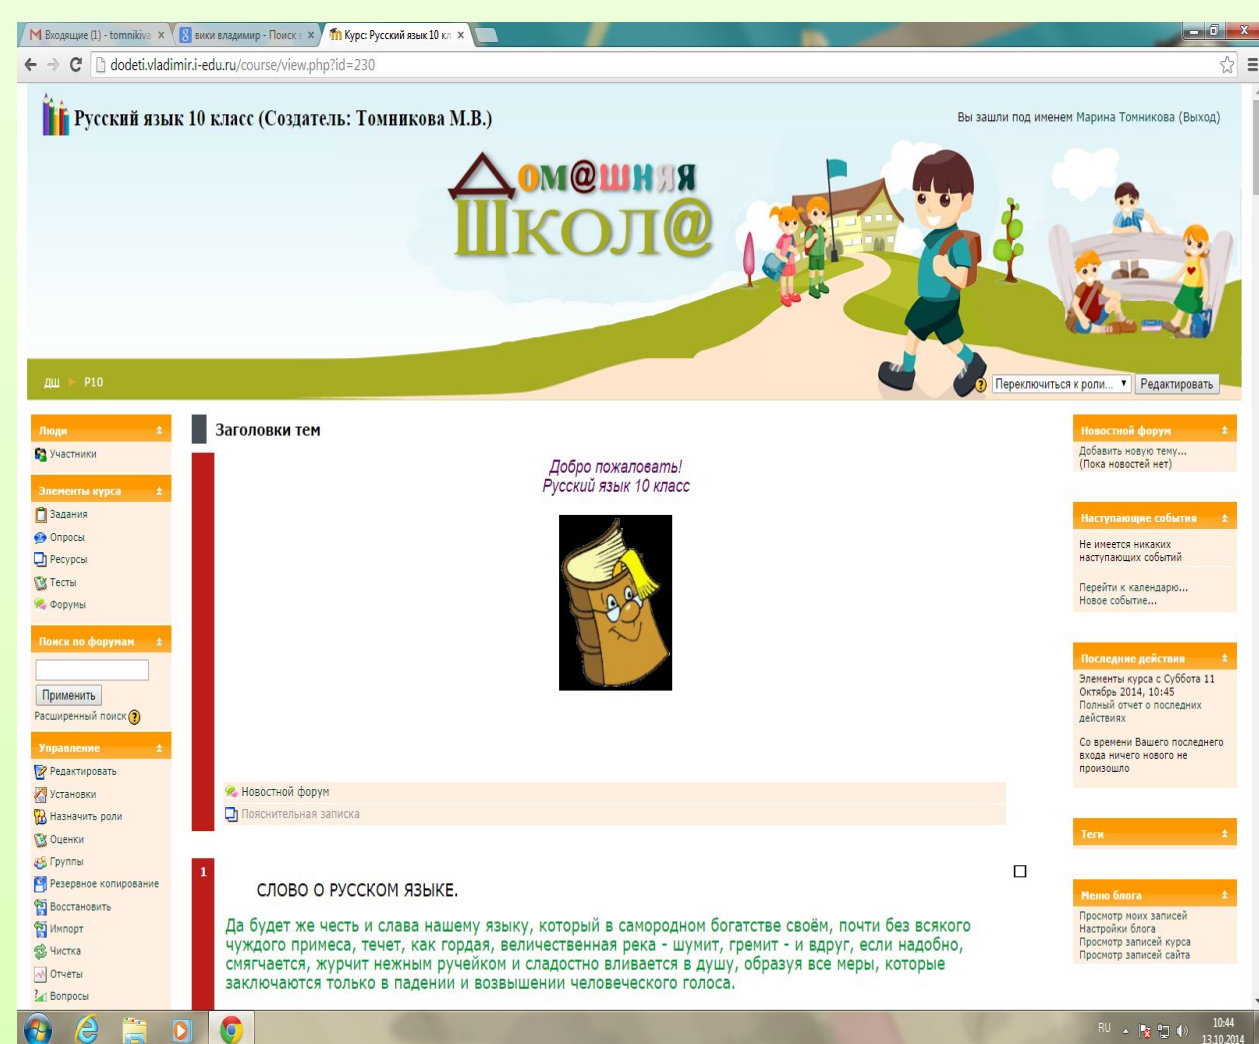 Входящие (1) - tomnikiva
вики владимир - Поиск в
Курс: Русский язык 10 кл
dodeti.vladimir.i-edu.ru/course/view.php?id=230
Русский язык 10 класс (Создатель: Томникова М.В.)
Вы зашли под именем Марина Томникова (Выход)
Дом@шняя
Школ@
ДШ ► Р10
Переключиться к роли...
Редактировать
Люди
Участники
Элементы курса
Задания
Опросы
Ресурсы
Тесты
Форумы
Поиск по форумам
Применить
Расширенный поиск
Управление
Редактировать
Установки
Назначить роли
Оценки
Группы
Резервное копирование
Восстановить
Импорт
Чистка
Отчеты
Вопросы
Заголовки тем
Добро пожаловать!
Русский язык 10 класс
Новостной форум
Пояснительная записка
1
СЛОВО О РУССКОМ ЯЗЫКЕ.
Да будет же честь и слава нашему языку, который в самородном богатстве своём, почти без всякого
чуждого примеса, течет, как гордая, величественная река - шумит, гремит - и вдруг, если надобно,
смягчается, журчит нежным ручейком и сладостно вливается в душу, образуя все меры, которые
заключаются только в падении и возвышении человеческого голоса.
Новостной форум
Добавить новую тему...
(Пока новостей нет)
Наступающие события
Не имеется никаких
наступающих событий
Перейти к календарю...
Новое событие...
Последние действия
Элементы курса с Суббота 11
Октябрь 2014, 10:45
Полный отчет о последних
действиях
Со времени Вашего последнего
входа ничего нового не
произошло
Теги
Меню блога
Просмотр моих записей
Настройки блога
Просмотр записей курса
Просмотр записей сайта
RU
10:44
13.10.2014